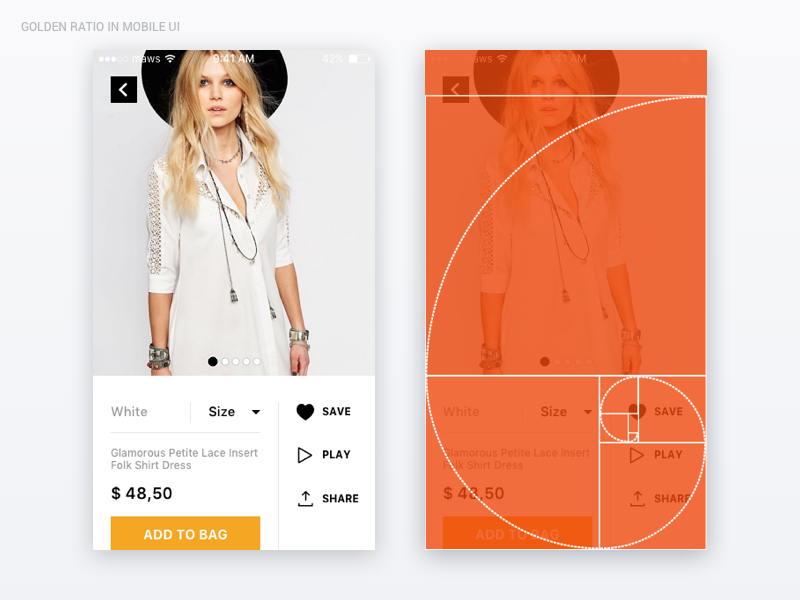 GOLDEN RATIO IN MOBILE UI
maws 9:41 AM 42%
White Size SAVE
Glamorous Petite Lace Insert
Folk Shirt Dress
PLAY
$ 48,50
SHARE
ADD TO BAG
maws 9:41 AM
White Size SAVE
Glamorous Petite Lace Insert
Folk Shirt Dress
PLAY
$ 48,50
SHARE
ADD TO BAG